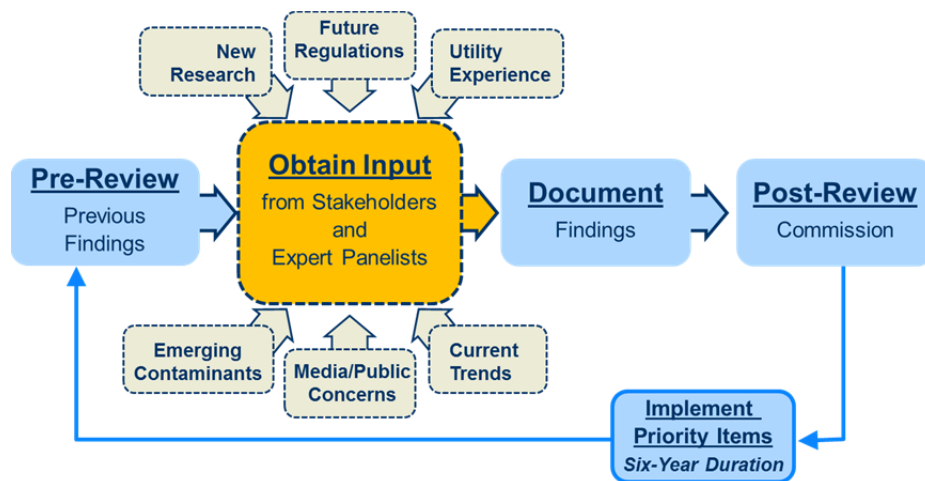 New
Research
Future
Regulations
Utility
Experience
Pre-Review
Previous
Findings
Obtain Input
from Stakeholders
and
Expert Panelists
Document
Findings
Post-Review
Commission
Emerging
Contaminants
Media/Public
Concerns
Current
Trends
Implement
Priority Items
Six-Year Duration